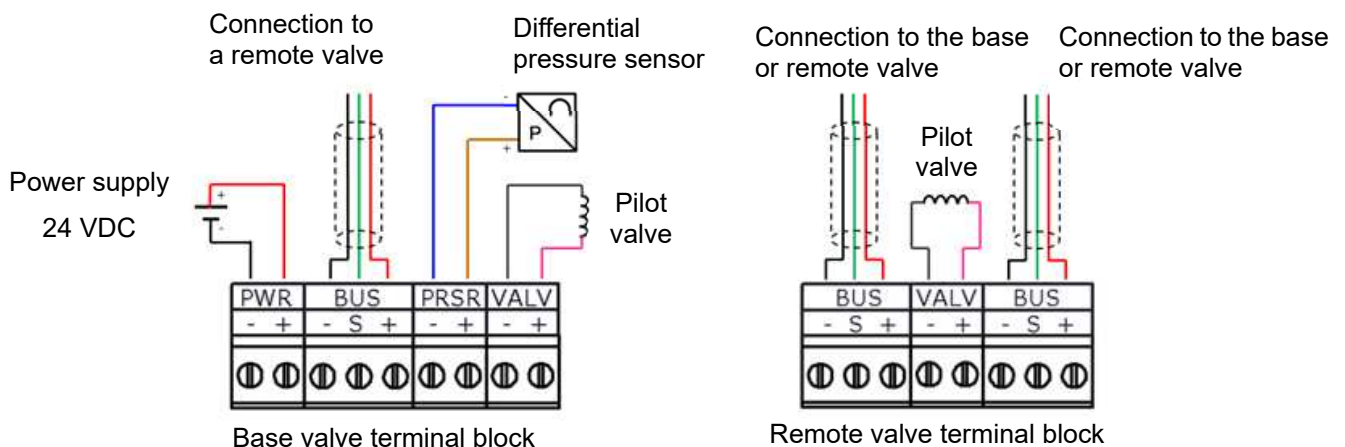 Connection to
a remote valve
Differential
pressure sensor
-
P
+
Power supply
24 VDC
+
-
Pilot
valve
PWR BUS PRSR VALV
- + - S + - + - +
Base valve terminal block
Connection to the base
or remote valve
Connection to the base
or remote valve
Pilot
valve
BUS VALV BUS
- S + - + - S +
Remote valve terminal block